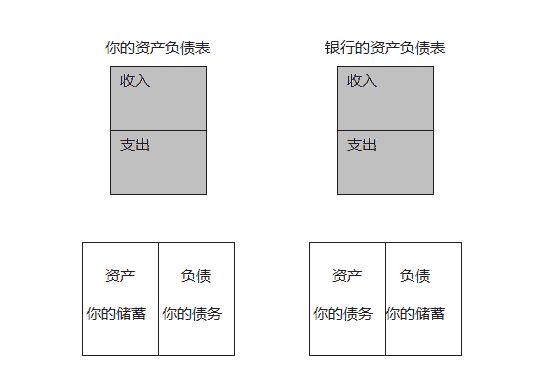 你的资产负债表
银行的资产负债表
收入
收入
支出
支出
资产
负债
资产
负债
你的储蓄
你的债务
你的债务
你的储蓄